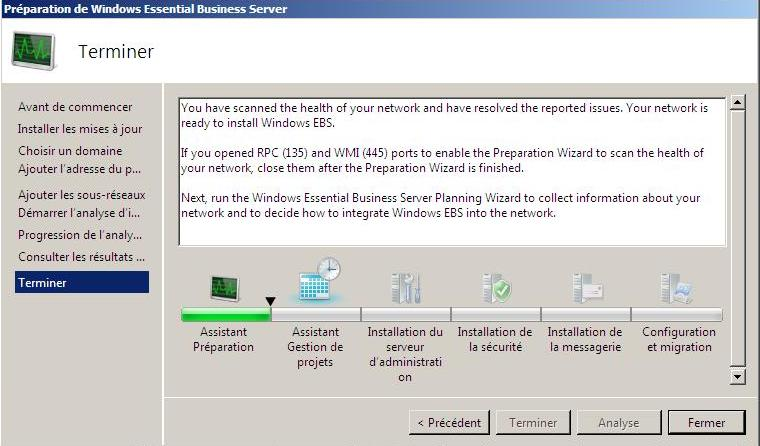 Préparation de Windows Essential Business Server
Terminer
Avant de commencer
Installer les mises à jour
Choisir un domaine
Ajouter l'adresse du p...
Ajouter les sous-réseaux
Démarrer l'analyse d'i...
Progression de l'analy...
Consulter les résultats ...
Terminer
You have scanned the health of your network and have resolved the reported issues. Your network is
ready to install Windows EBS.
If you opened RPC (135) and WMI (445) ports to enable the Preparation Wizard to scan the health of
your network, close them after the Preparation Wizard is finished.
Next, run the Windows Essential Business Server Planning Wizard to collect information about your
network and to decide how to integrate Windows EBS into the network.
Assistant
Préparation
Assistant
Gestion de
projets
Installation du
serveur
d'administrati
on
Installation de
la sécurité
Installation de
la messagerie
Configuration
et migration
< Précédent
Terminer
Analyse
Fermer